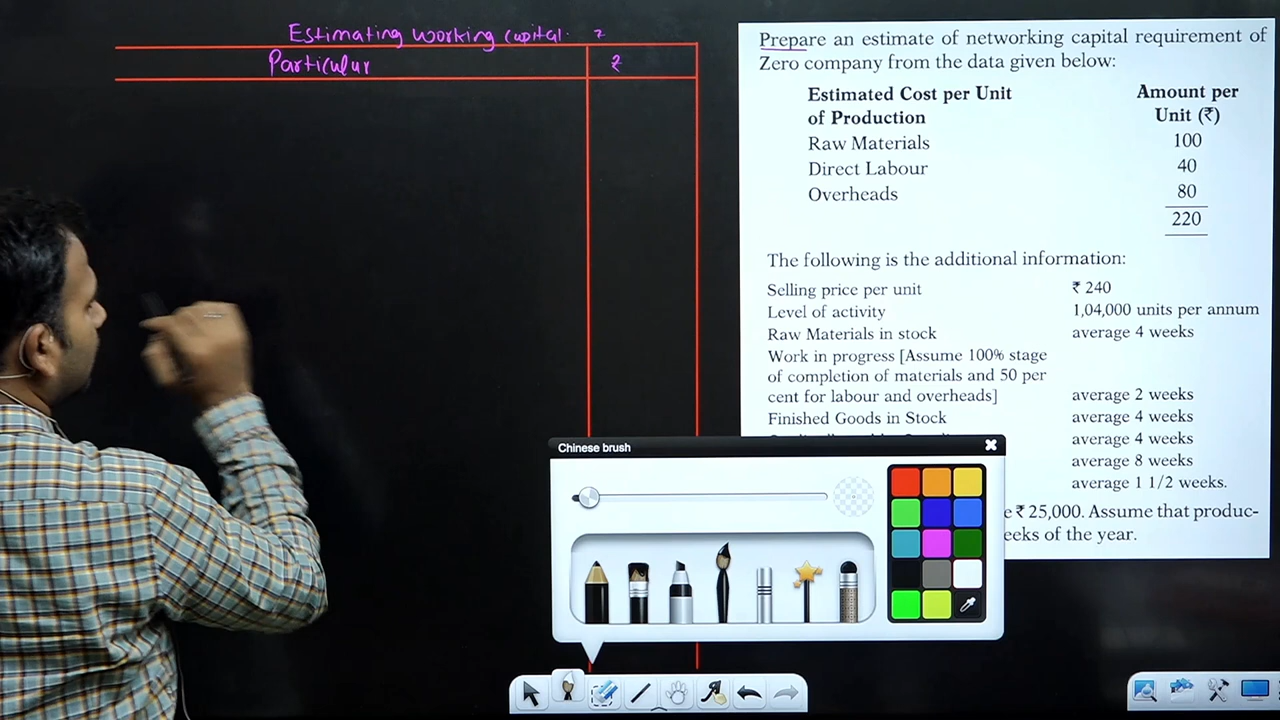 Estimating working capital. ₹
Particular ₹
Prepare an estimate of networking capital requirement of
Zero company from the data given below:
Estimated Cost per Unit Amount per
of Production Unit (₹)
Raw Materials 100
Direct Labour 40
Overheads 80
220
The following is the additional information:
Selling price per unit ₹ 240
Level of activity 1,04,000 units per annum
Raw Materials in stock average 4 weeks
Work in progress [Assume 100% stage
of completion of materials and 50 per
cent for labour and overheads] average 2 weeks
Finished Goods in Stock average 4 weeks
average 4 weeks
average 8 weeks
average 1 1/2 weeks.
₹ 25,000. Assume that produc-
of the year.
Chinese brush